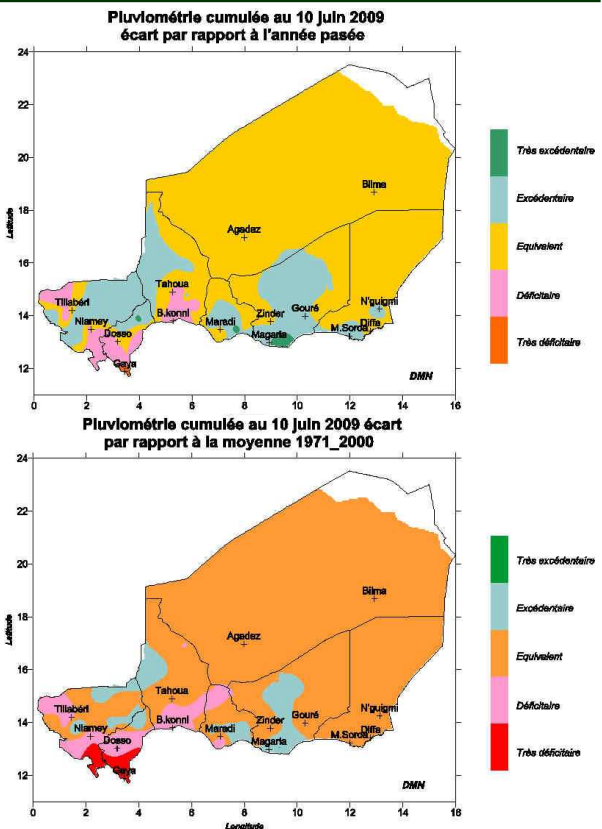 Pluviométrie cumulée au 10 juin 2009
écart par rapport à l'année pasée
24
22
20
18
16
14
12
Latitude
Bilma
Agadaz
Tahoua
Tillabéri
B.konni
Niamey
Dosso
Gaya
Maradi
Zinder
Gouré
Magaria
N'guigmi
Diffa
M.Soroa
DMN
0 2 4 6 8 10 12 14 16
Très excédentaire
Excédentaire
Equivalent
Déficitaire
Très déficitaire
Pluviométrie cumulée au 10 juin 2009 écart
par rapport à la moyenne 1971_2000
24
22
20
18
16
14
12
Latitude
Bilma
Agadaz
Tahoua
Tillabéri
B.konni
Niamey
Dosso
Gaya
Maradi
Zinder
Gouré
Magaria
N'guigmi
Diffa
M.Soroa
DMN
0 2 4 6 8 10 12 14 16
Longitude
Très excédentaire
Excédentaire
Equivalent
Déficitaire
Très déficitaire